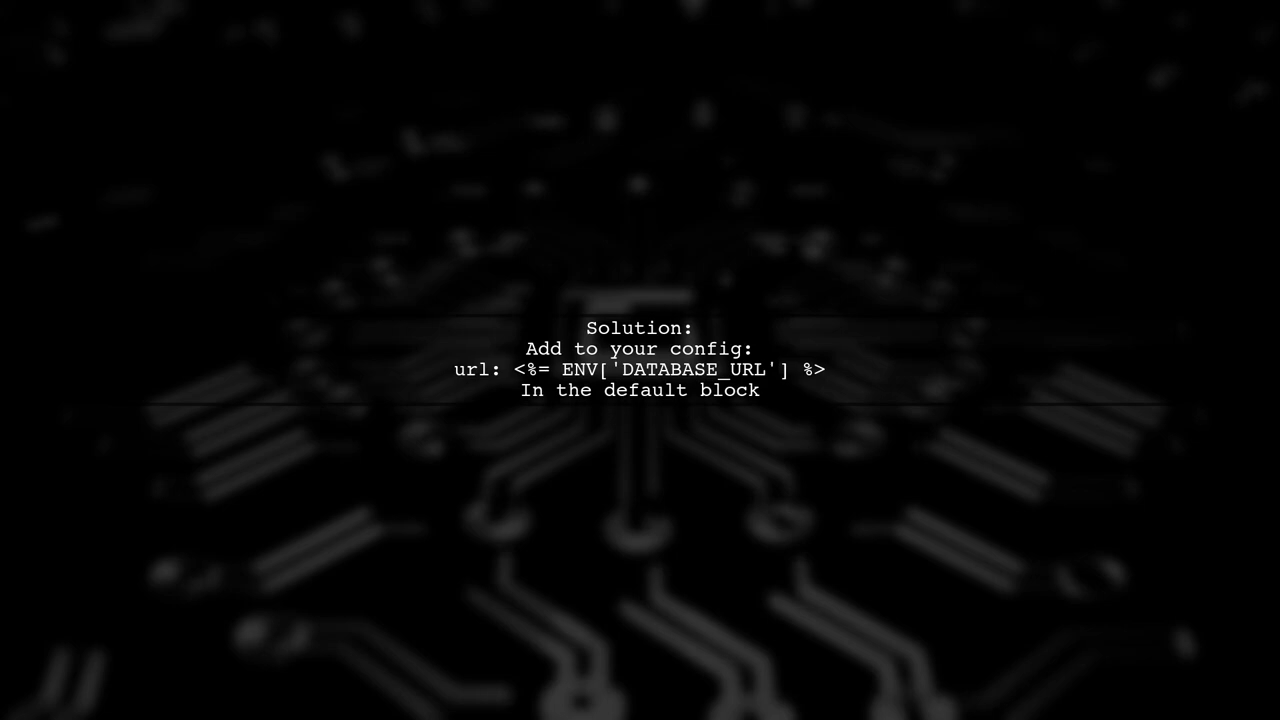 Solution:
Add to your config:
url: <%= ENV['DATABASE_URL'] %>
In the default block